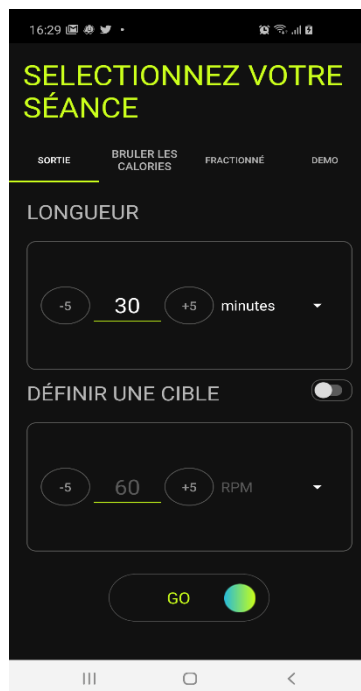 16:29
SELECTIONNEZ VOTRE
SÉANCE
SORTIE
BRULER LES
CALORIES
FRACTIONNÉ
DEMO
LONGUEUR
-5 30 +5 minutes
DÉFINIR UNE CIBLE
-5 60 +5 RPM
GO